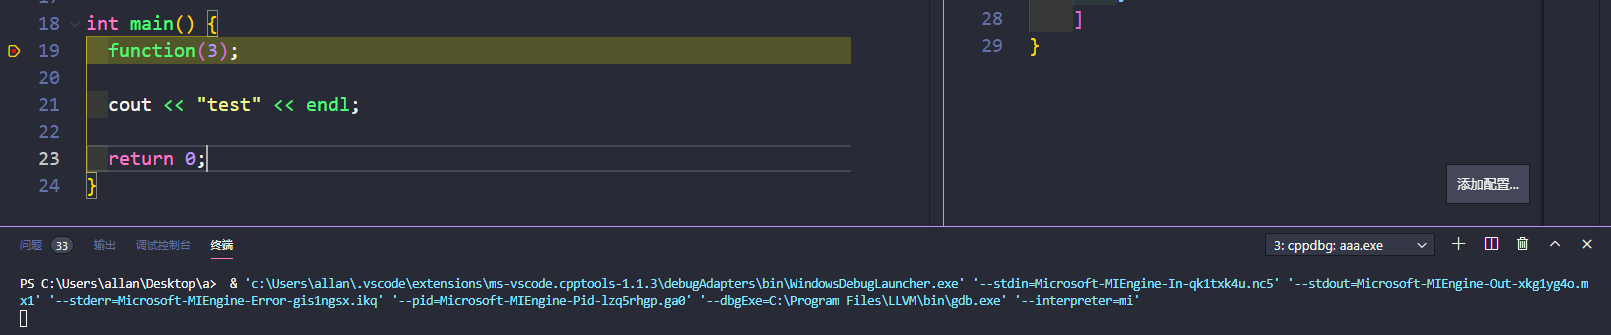 17
18 int main() {
19 function(3);
20
21 cout << "test" << endl;
22
23 return 0;
24 }
28 ]
29 }
添加配置...
问题 33 输出 调试控制台 终端
3: cppdbg: aaa.exe
PS C:\Users\allan\Desktop\a> & 'c:\Users\allan\.vscode\extensions\ms-vscode.cpptools-1.1.3\debugAdapters\bin\WindowsDebugLauncher.exe' '--stdin=Microsoft-MIEngine-In-qk1txk4u.nc5' '--stdout=Microsoft-MIEngine-Out-xkg1yg4o.m
x1' '--stderr=Microsoft-MIEngine-Error-gis1ngsx.ikq' '--pid=Microsoft-MIEngine-Pid-lzq5rhgp.ga0' '--dbgExe=C:\Program Files\LLVM\bin\gdb.exe' '--interpreter=mi'